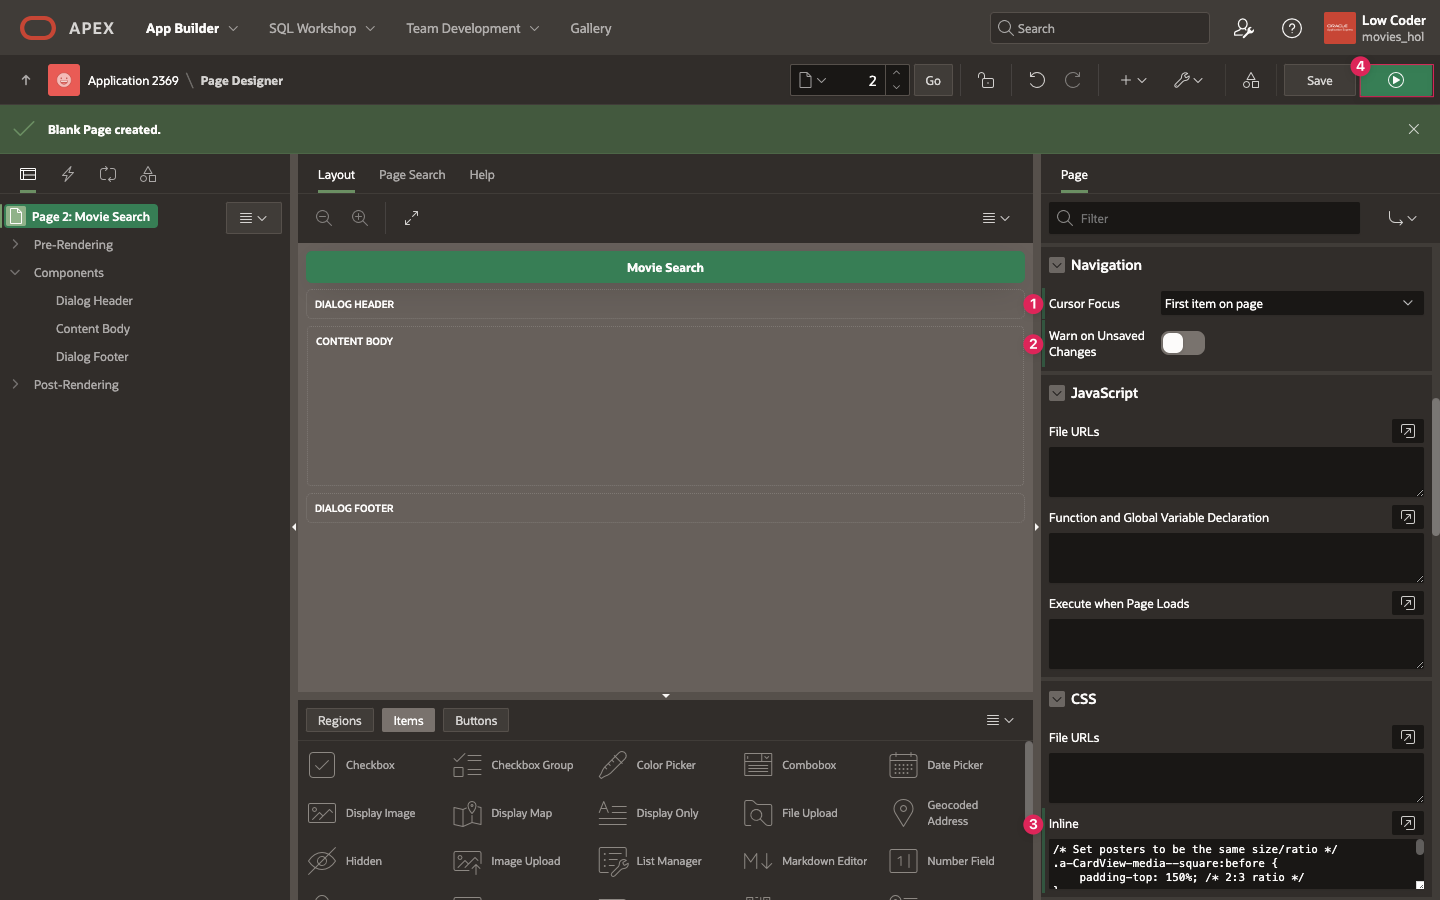 APEX
App Builder
SQL Workshop
Team Development
Gallery
Search
Low Coder
movies_hol
Application 2369 \ Page Designer
2
Go
Save
4
Blank Page created.
Layout
Page Search
Help
Page
Page 2: Movie Search
Pre-Rendering
Components
Dialog Header
Content Body
Dialog Footer
Post-Rendering
Movie Search
DIALOG HEADER
CONTENT BODY
DIALOG FOOTER
Regions
Items
Buttons
Checkbox
Checkbox Group
Color Picker
Combobox
Date Picker
Display Image
Display Map
Display Only
File Upload
Geocoded
Address
Hidden
Image Upload
List Manager
Markdown Editor
Number Field
Filter
Navigation
1
Cursor Focus
First item on page
2
Warn on Unsaved
Changes
JavaScript
File URLs
Function and Global Variable Declaration
Execute when Page Loads
CSS
File URLs
3
Inline
/* Set posters to be the same size/ratio */
.a-CardView-media--square:before {
padding-top: 150%; /* 2:3 ratio */